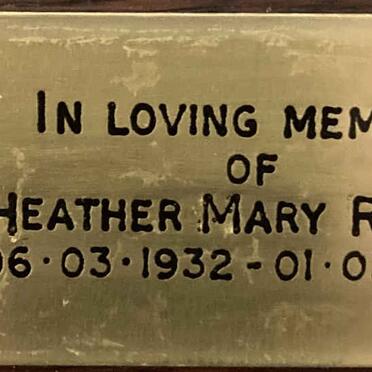 IN LOVING MEM
OF
HEATHER MARY R
06·03·1932-01·0